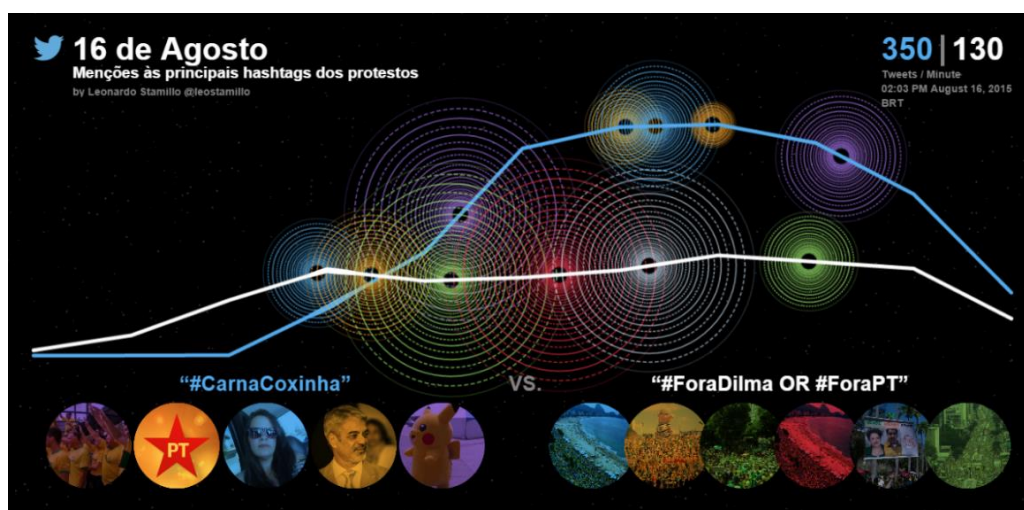 16 de Agosto
Menções às principais hashtags dos protestos
by Leonardo Stamillo @leostamillo
350 | 130
Tweets / Minute
02:03 PM August 16, 2015
BRT
“#CarnaCoxinha” VS. “#ForaDilma OR #ForaPT”
PT